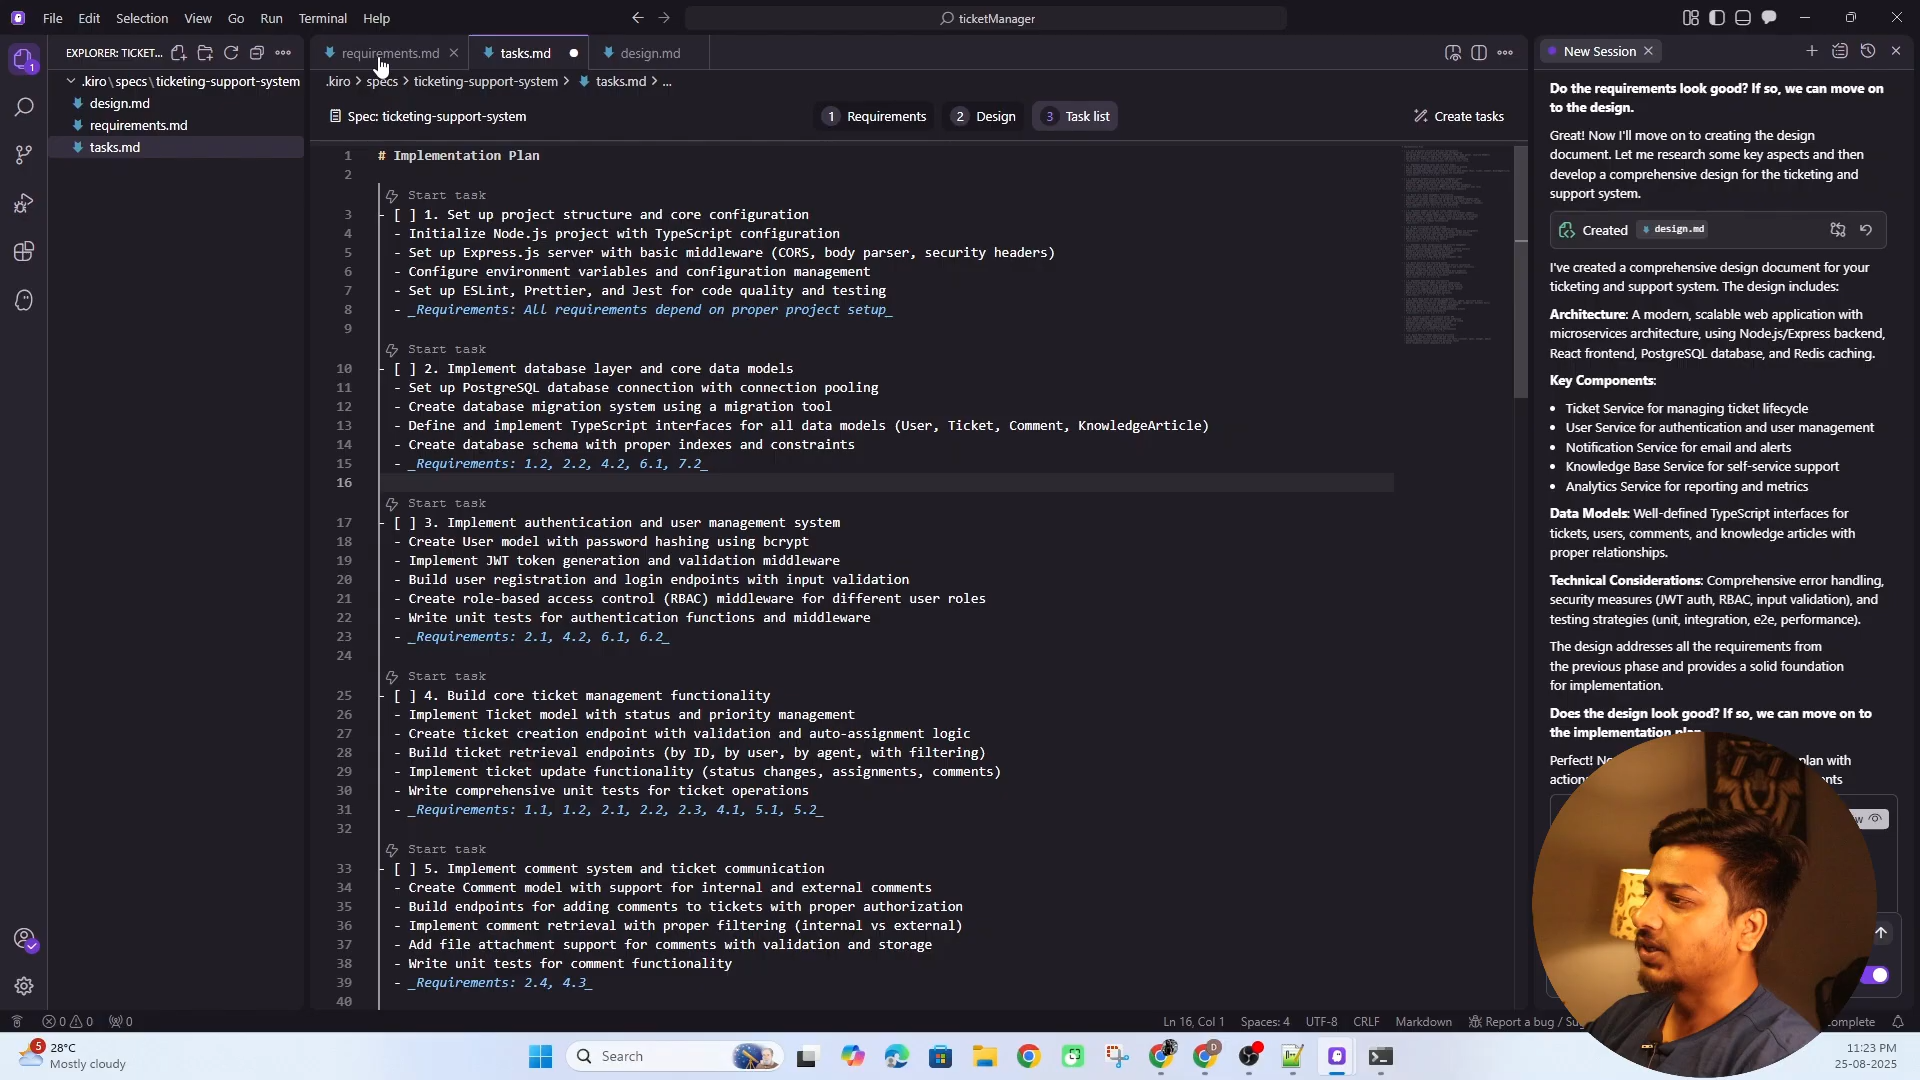 File Edit Selection View Go Run Terminal Help
ticketManager
EXPLORER: TICKET...
.kiro\specs\ticketing-support-system
design.md
requirements.md
tasks.md
requirements.md
tasks.md
design.md
.kiro > specs > ticketing-support-system > tasks.md > ...
Spec: ticketing-support-system
1 Requirements
2 Design
3 Task list
Create tasks
1 # Implementation Plan
2
Start task
3 - [ ] 1. Set up project structure and core configuration
4 - Initialize Node.js project with TypeScript configuration
5 - Set up Express.js server with basic middleware (CORS, body parser, security headers)
6 - Configure environment variables and configuration management
7 - Set up ESLint, Prettier, and Jest for code quality and testing
8 - _Requirements: All requirements depend on proper project setup_
9
Start task
10 - [ ] 2. Implement database layer and core data models
11 - Set up PostgreSQL database connection with connection pooling
12 - Create database migration system using a migration tool
13 - Define and implement TypeScript interfaces for all data models (User, Ticket, Comment, KnowledgeArticle)
14 - Create database schema with proper indexes and constraints
15 - _Requirements: 1.2, 2.2, 4.2, 6.1, 7.2_
16
Start task
17 - [ ] 3. Implement authentication and user management system
18 - Create User model with password hashing using bcrypt
19 - Implement JWT token generation and validation middleware
20 - Build user registration and login endpoints with input validation
21 - Create role-based access control (RBAC) middleware for different user roles
22 - Write unit tests for authentication functions and middleware
23 - _Requirements: 2.1, 4.2, 6.1, 6.2_
24
Start task
25 - [ ] 4. Build core ticket management functionality
26 - Implement Ticket model with status and priority management
27 - Create ticket creation endpoint with validation and auto-assignment logic
28 - Build ticket retrieval endpoints (by ID, by user, by agent, with filtering)
29 - Implement ticket update functionality (status changes, assignments, comments)
30 - Write comprehensive unit tests for ticket operations
31 - _Requirements: 1.1, 1.2, 2.1, 2.2, 2.3, 4.1, 5.1, 5.2_
32
Start task
33 - [ ] 5. Implement comment system and ticket communication
34 - Create Comment model with support for internal and external comments
35 - Build endpoints for adding comments to tickets with proper authorization
36 - Implement comment retrieval with proper filtering (internal vs external)
37 - Add file attachment support for comments with validation and storage
38 - Write unit tests for comment functionality
39 - _Requirements: 2.4, 4.3_
40
New Session
Do the requirements look good? If so, we can move on
to the design.
Great! Now I'll move on to creating the design
document. Let me research some key aspects and then
develop a comprehensive design for the ticketing and
support system.
Created design.md
I've created a comprehensive design document for your
ticketing and support system. The design includes:
Architecture: A modern, scalable web application with
microservices architecture, using Node.js/Express backend,
React frontend, PostgreSQL database, and Redis caching.
Key Components:
• Ticket Service for managing ticket lifecycle
• User Service for authentication and user management
• Notification Service for email and alerts
• Knowledge Base Service for self-service support
• Analytics Service for reporting and metrics
Data Models: Well-defined TypeScript interfaces for
tickets, users, comments, and knowledge articles with
proper relationships.
Technical Considerations: Comprehensive error handling,
security measures (JWT auth, RBAC, input validation), and
testing strategies (unit, integration, e2e, performance).
The design addresses all the requirements from
the previous phase and provides a solid foundation
for implementation.
Does the design look good? If so, we can move on to
the implementation plan
Perfect! plan with
0 0 0
Ln 16, Col 1 Spaces: 4 UTF-8 CRLF Markdown Report a bug /
1
5
28°C
Mostly cloudy
Search
11:23 PM
25-08-2025